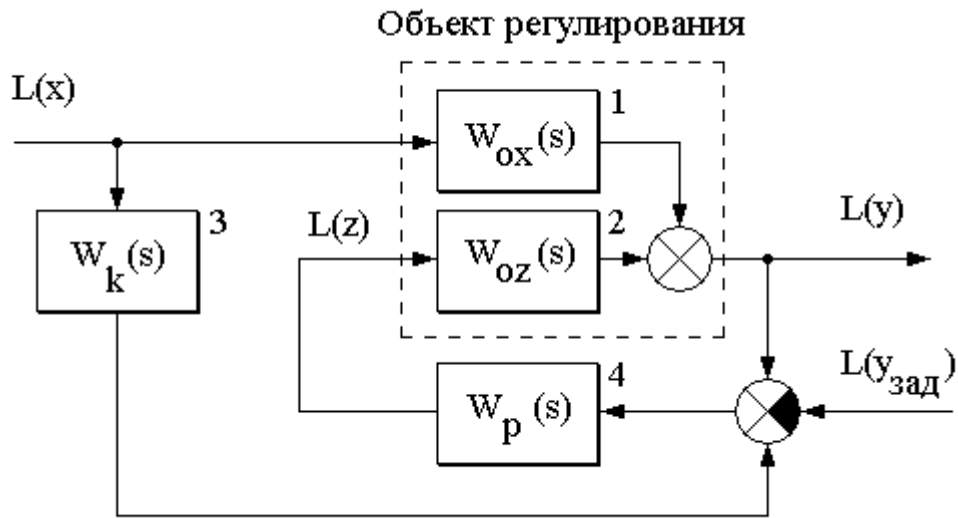 Объект регулирования
L(x)
1
W_ox(s)
3
W_k(s)
L(z)
2
W_oz(s)
L(y)
4
W_p(s)
L(y_зад)